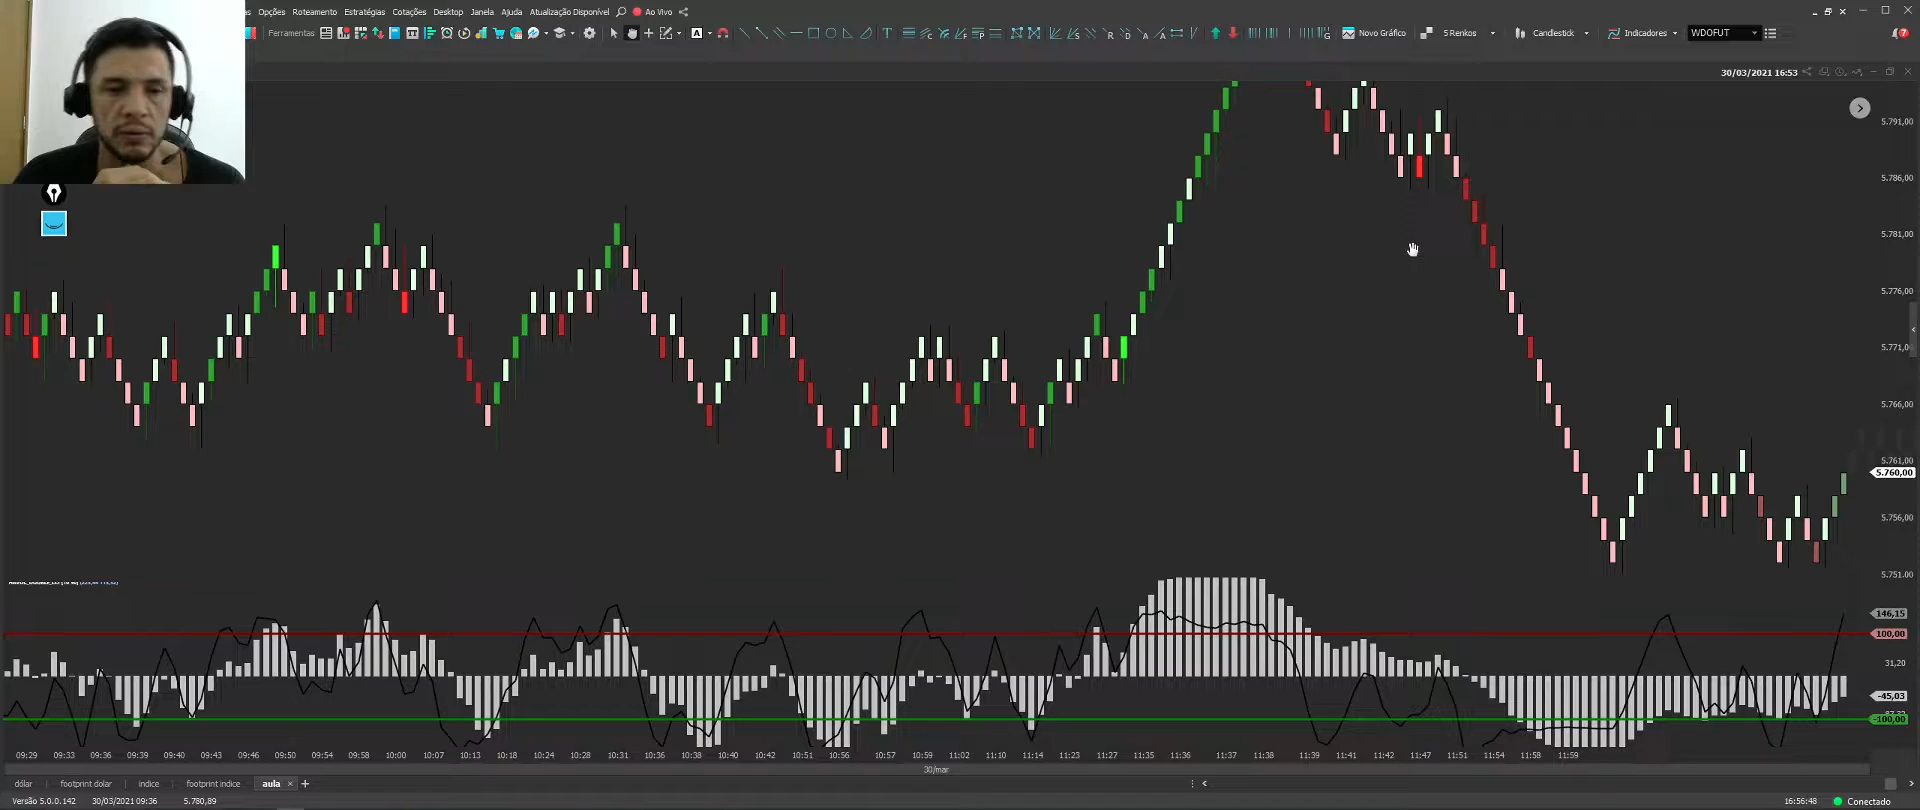 Opções Roteamento Estratégias Cotações Desktop Janela Ajuda Atualização Disponível Ao Vivo
Ferramentas
A
T
Novo Gráfico
5 Renkos
Candlestick
Indicadores
WDOFUT
7
30/03/2021 16:53
5.791,00
5.786,00
5.781,00
5.776,00
5.771,00
5.766,00
5.761,00
5.760,00
5.756,00
5.751,00
146,15
100,00
31,20
-45,03
-100,00
09:29 09:33 09:36 09:39 09:40 09:43 09:46 09:50 09:54 09:58 10:00 10:07 10:18 10:24 10:28 10:31 10:36 10:38 10:41 10:42 10:51 10:56 10:57 10:59 11:02 11:10 11:14 11:23 11:27 11:35 11:36 11:37 11:38 11:39 11:41 11:42 11:47 11:51 11:54 11:58 11:59
30/mar
dólar footprint dolar indice footprint indice aula × +
Versão 5.0.0.142 30/03/2021 09:36 5.780,89
16:56:48 Conectado